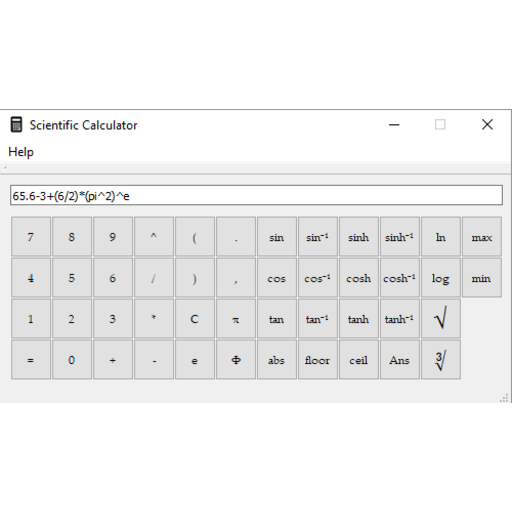 Scientific Calculator
Help
65.6-3+(6/2)*(pi^2)^e
7 8 9 ^ ( . sin sin⁻¹ sinh sinh⁻¹ ln max
4 5 6 / ) , cos cos⁻¹ cosh cosh⁻¹ log min
1 2 3 * C π tan tan⁻¹ tanh tanh⁻¹ √
= 0 + - e Φ abs floor ceil Ans ∛